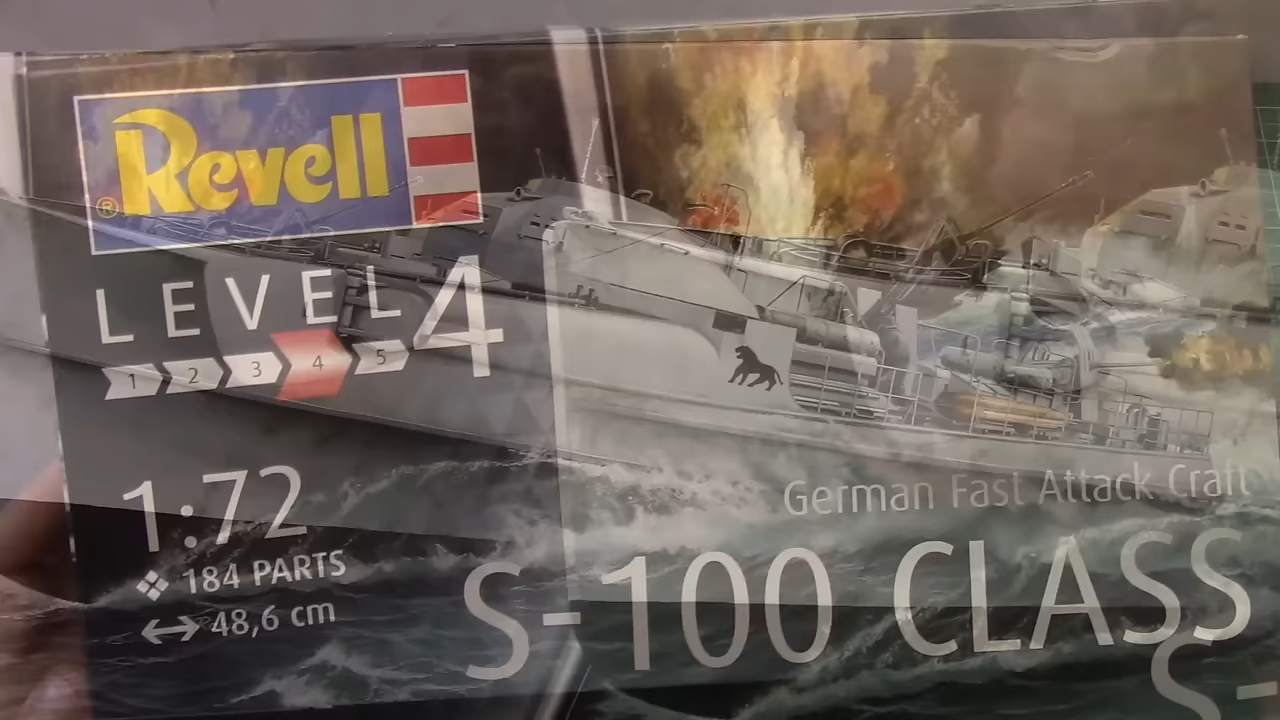 ® Revell
LEVEL 4
1 2 3 4 5
1:72
184 PARTS
48,6 cm
German Fast Attack Craft
S-100 CLASS
S-